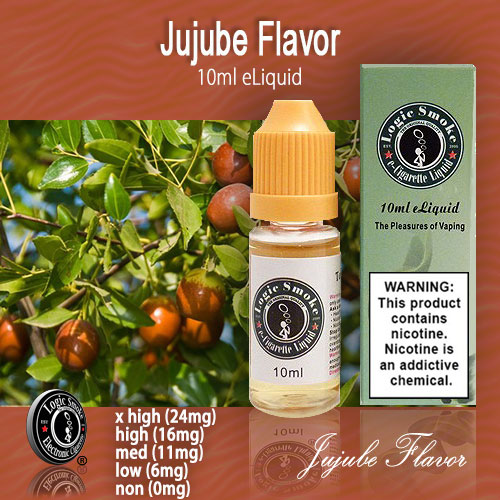 Jujube Flavor
10ml eLiquid
Logic Smoke
e-Cigarette Liquid
10ml eLiquid
The Pleasures of Vaping
WARNING:
This product
contains
nicotine.
Nicotine is
an addictive
chemical.
Logic Smoke
e-Cigarette Liquid
10ml
Logic Smoke
Electronic Cigarettes
®
x high (24mg)
high (16mg)
med (11mg)
low (6mg)
non (0mg)
Jujube Flavor